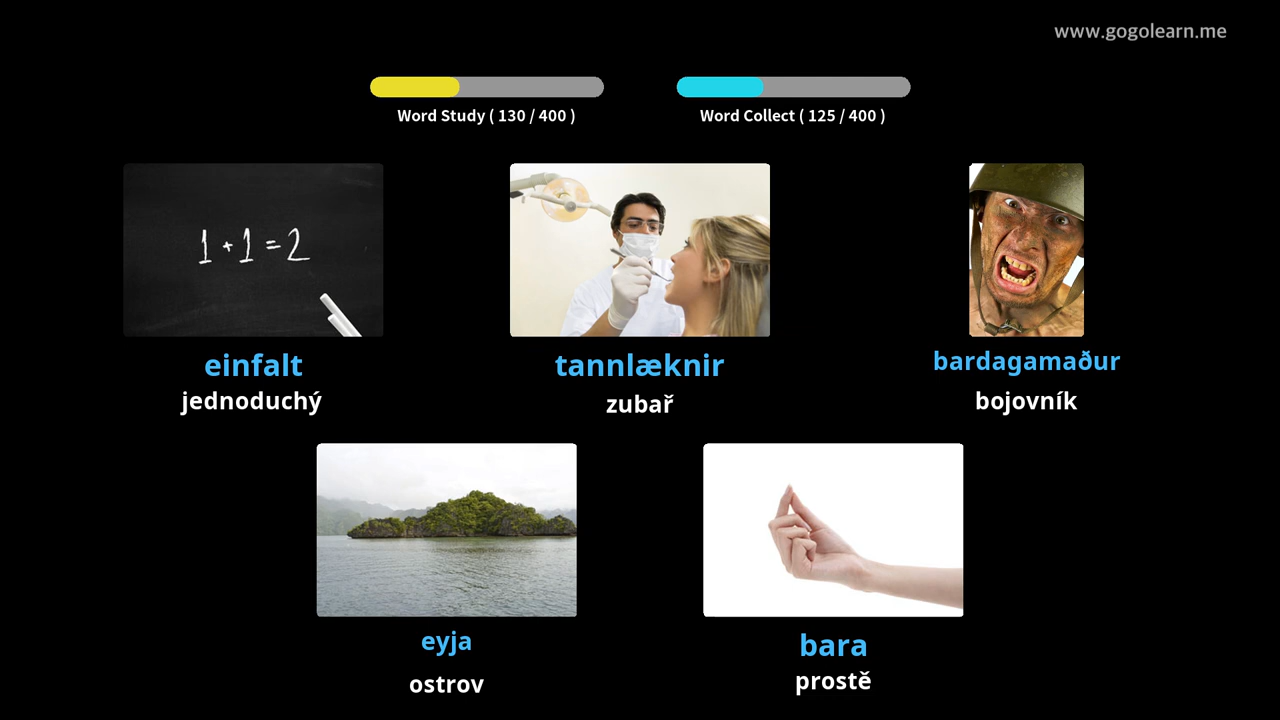 www.gogolearn.me
Word Study ( 130 / 400 )
Word Collect ( 125 / 400 )
1 + 1 = 2
einfalt
jednoduchý
tannlæknir
zubař
bardagamaður
bojovník
eyja
ostrov
bara
prostě